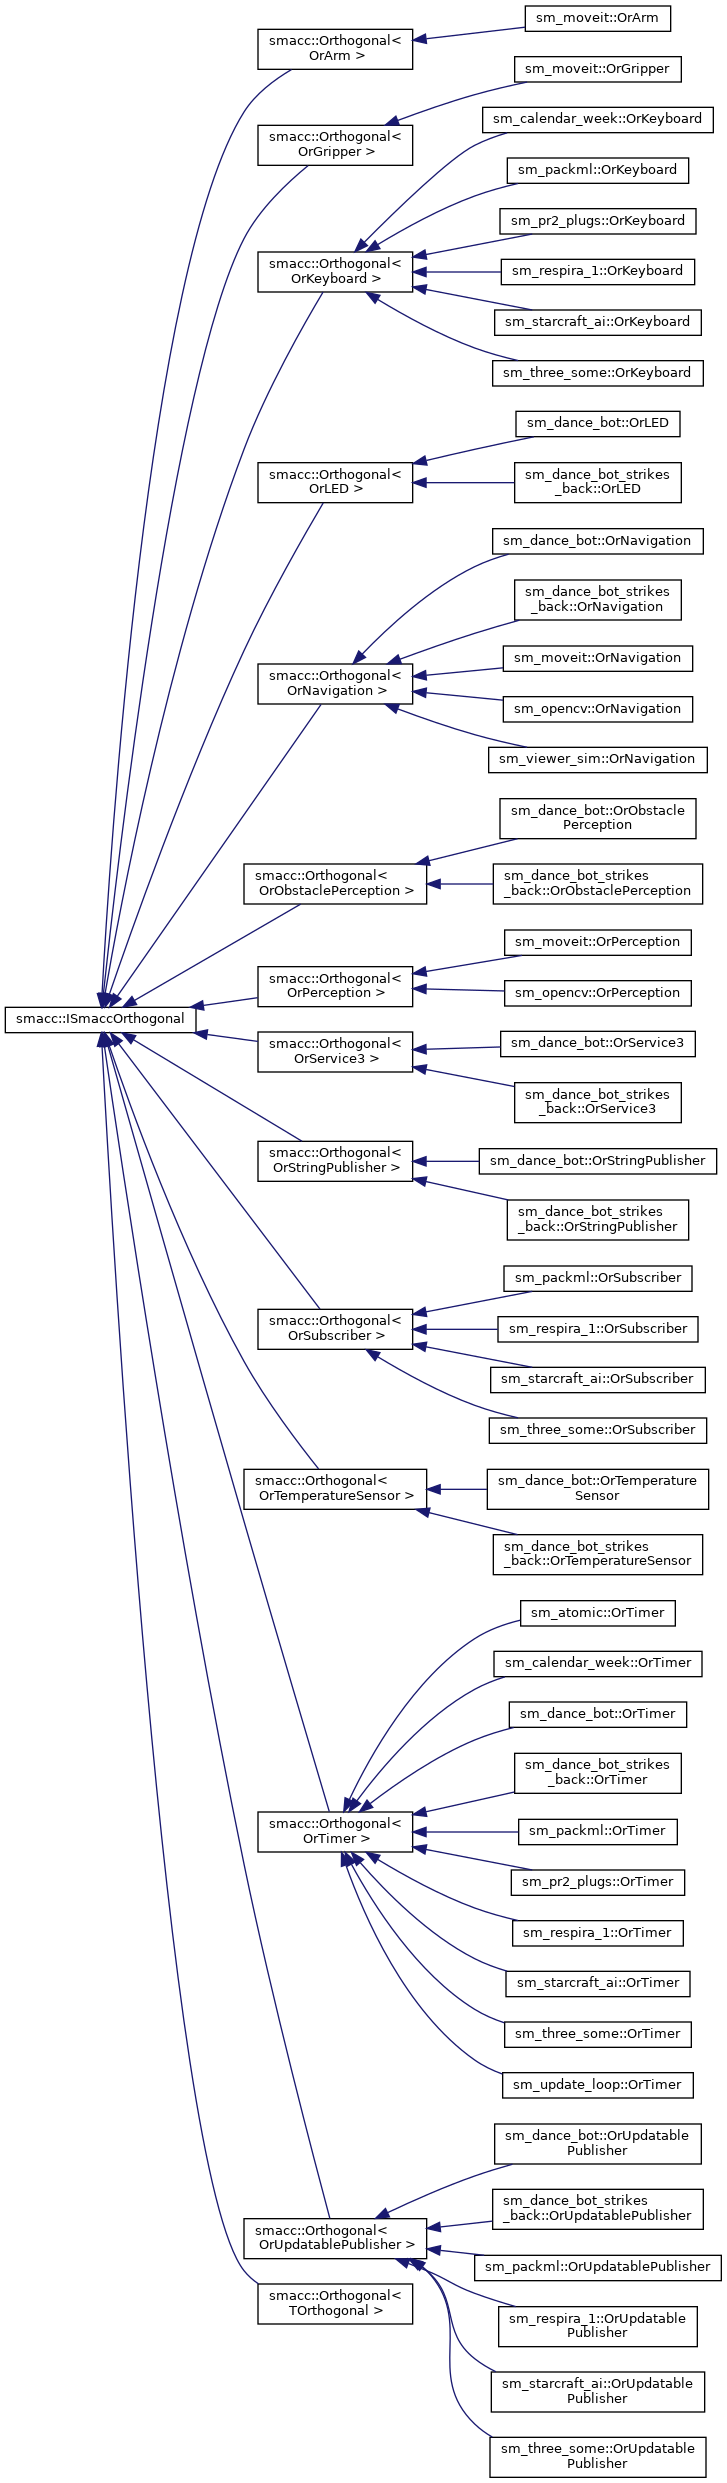 sm_moveit::OrArm
smacc::Orthogonal<
OrArm >
sm_moveit::OrGripper
smacc::Orthogonal<
OrGripper >
sm_calendar_week::OrKeyboard
sm_packml::OrKeyboard
sm_pr2_plugs::OrKeyboard
smacc::Orthogonal<
OrKeyboard >
sm_respira_1::OrKeyboard
sm_starcraft_ai::OrKeyboard
sm_three_some::OrKeyboard
sm_dance_bot::OrLED
smacc::Orthogonal<
OrLED >
sm_dance_bot_strikes
_back::OrLED
sm_dance_bot::OrNavigation
sm_dance_bot_strikes
_back::OrNavigation
sm_moveit::OrNavigation
smacc::Orthogonal<
OrNavigation >
sm_opencv::OrNavigation
sm_viewer_sim::OrNavigation
sm_dance_bot::OrObstacle
Perception
smacc::Orthogonal<
OrObstaclePerception >
sm_dance_bot_strikes
_back::OrObstaclePerception
sm_moveit::OrPerception
smacc::Orthogonal<
OrPerception >
sm_opencv::OrPerception
smacc::ISmaccOrthogonal
smacc::Orthogonal<
OrService3 >
sm_dance_bot::OrService3
sm_dance_bot_strikes
_back::OrService3
smacc::Orthogonal<
OrStringPublisher >
sm_dance_bot::OrStringPublisher
sm_dance_bot_strikes
_back::OrStringPublisher
sm_packml::OrSubscriber
smacc::Orthogonal<
OrSubscriber >
sm_respira_1::OrSubscriber
sm_starcraft_ai::OrSubscriber
sm_three_some::OrSubscriber
smacc::Orthogonal<
OrTemperatureSensor >
sm_dance_bot::OrTemperature
Sensor
sm_dance_bot_strikes
_back::OrTemperatureSensor
sm_atomic::OrTimer
sm_calendar_week::OrTimer
sm_dance_bot::OrTimer
sm_dance_bot_strikes
_back::OrTimer
smacc::Orthogonal<
OrTimer >
sm_packml::OrTimer
sm_pr2_plugs::OrTimer
sm_respira_1::OrTimer
sm_starcraft_ai::OrTimer
sm_three_some::OrTimer
sm_update_loop::OrTimer
sm_dance_bot::OrUpdatable
Publisher
sm_dance_bot_strikes
_back::OrUpdatablePublisher
smacc::Orthogonal<
OrUpdatablePublisher >
sm_packml::OrUpdatablePublisher
smacc::Orthogonal<
TOrthogonal >
sm_respira_1::OrUpdatable
Publisher
sm_starcraft_ai::OrUpdatable
Publisher
sm_three_some::OrUpdatable
Publisher